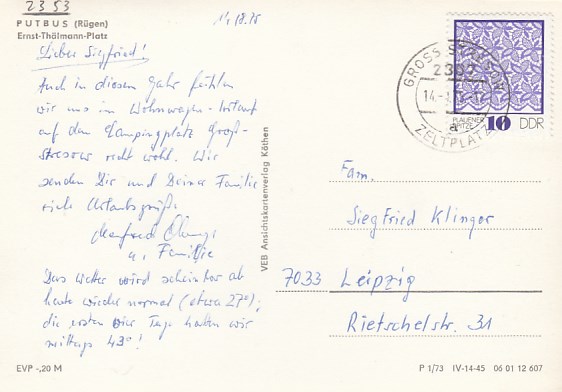 2353
PUTBUS (Rügen)
Ernst-Thälmann-Platz
Lieber Siegfried!
Auch in diesem Jahr fühlen
wir uns im Wohnwagen-Urlaub
auf dem Campingplatz Groß-
stresow recht wohl. Wir
senden Dir und Deiner Familie
viele Urlaubsgrüße
Manfred
u. Familie
Das Wetter wird scheinbar ab
heute wieder normal (etwa 27°);
die ersten vier Tage hatten wir
mittags 43°!
EVP -,20 M
VEB Ansichtskartenverlag Köthen
GROSS STRESOW
ZELTPLATZ
PLAUENER
SPITZE
10 DDR
Fam.
Siegfried Klinger
7033 Leipzig
Rietschelstr. 31
P 1/73 IV-14-45 06 01 12 607